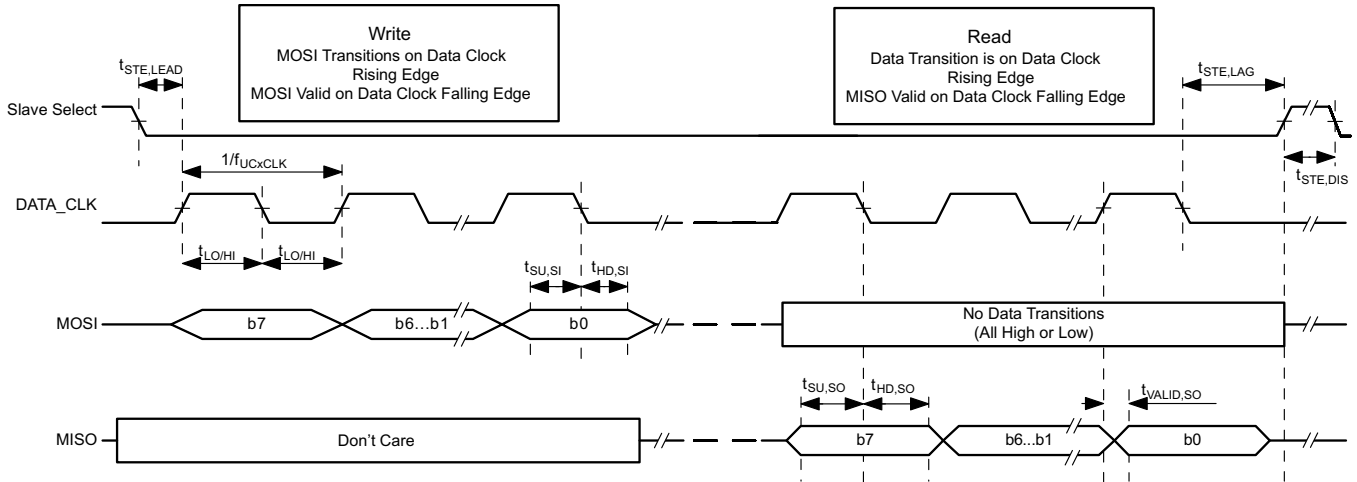 Write
MOSI Transitions on Data Clock
Rising Edge
MOSI Valid on Data Clock Falling Edge
Read
Data Transition is on Data Clock
Rising Edge
MISO Valid on Data Clock Falling Edge
tSTE,LEAD
tSTE,LAG
Slave Select
1/fUCxCLK
tSTE,DIS
DATA_CLK
tLO/HI
tLO/HI
tSU,SI
tHD,SI
MOSI
b7
b6...b1
b0
No Data Transitions
(All High or Low)
tSU,SO
tHD,SO
tVALID,SO
MISO
Don't Care
b7
b6...b1
b0